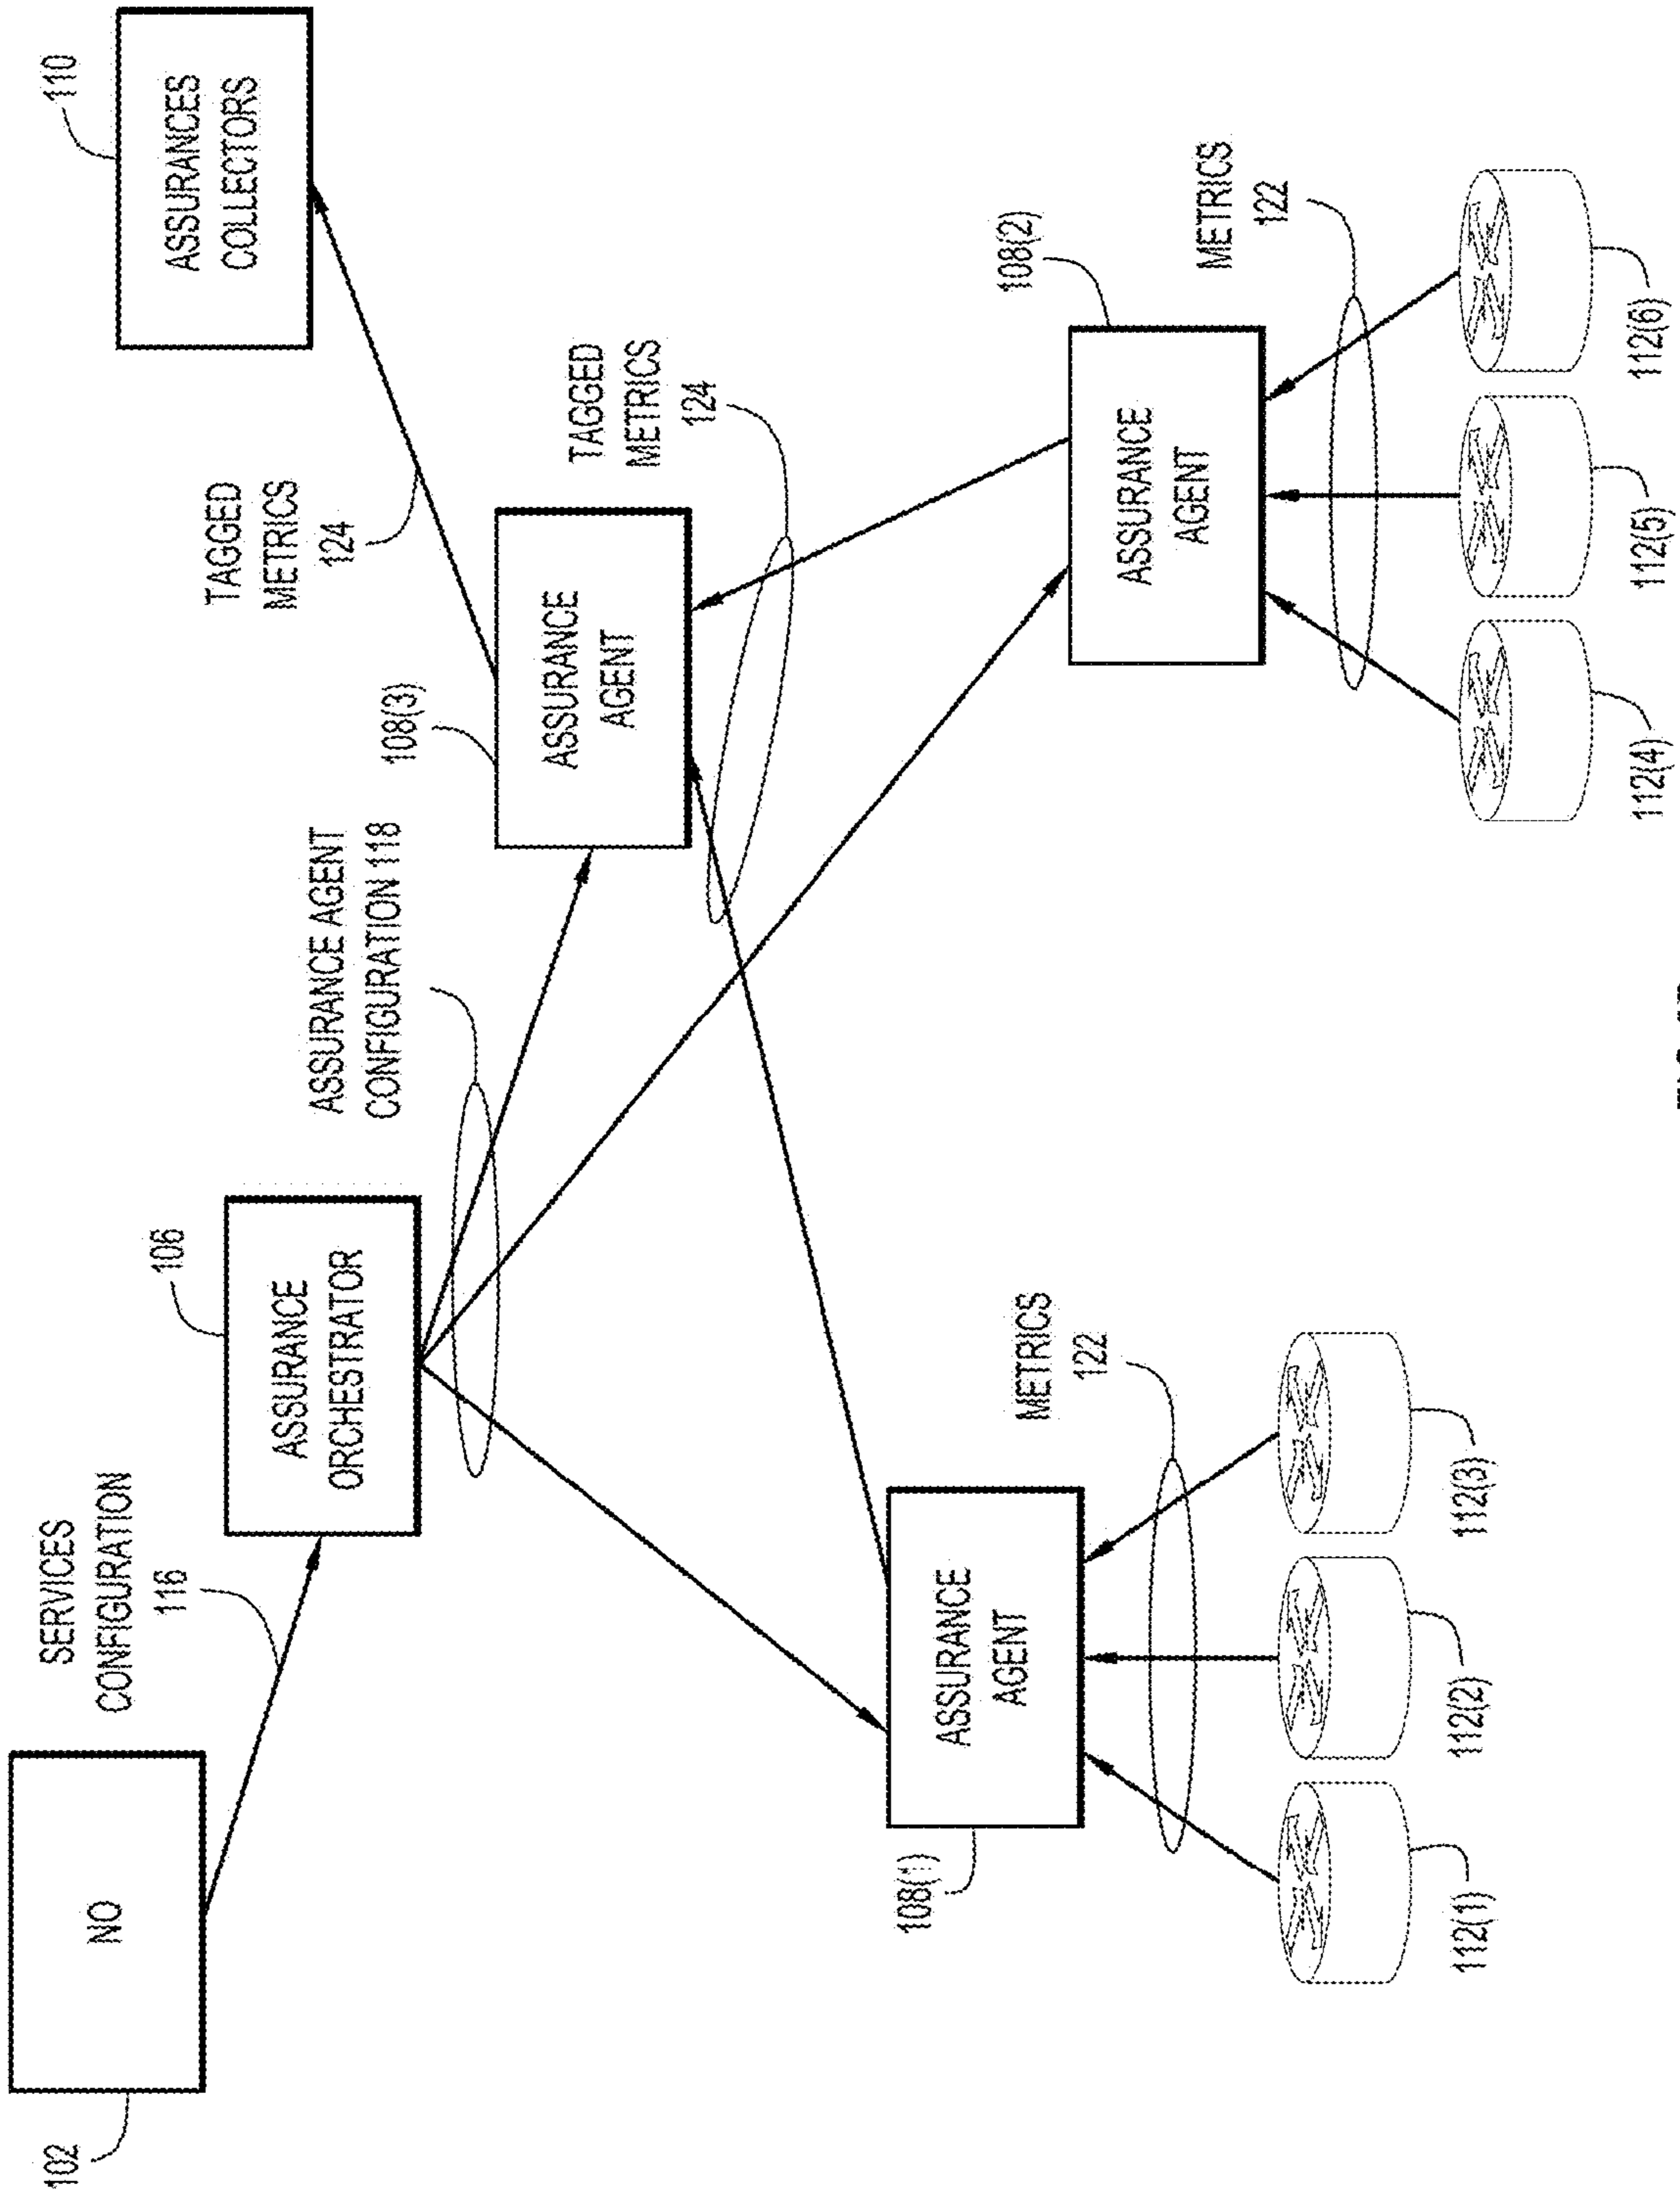 102
NO
SERVICES
CONFIGURATION
116
106
ASSURANCE
ORCHESTRATOR
ASSURANCE AGENT
CONFIGURATION 118
TAGGED
METRICS
124
110
ASSURANCES
COLLECTORS
108(3)
ASSURANCE
AGENT
TAGGED
METRICS
124
108(1)
ASSURANCE
AGENT
METRICS
122
112(1)
112(2)
112(3)
108(2)
ASSURANCE
AGENT
METRICS
122
112(4)
112(5)
112(6)